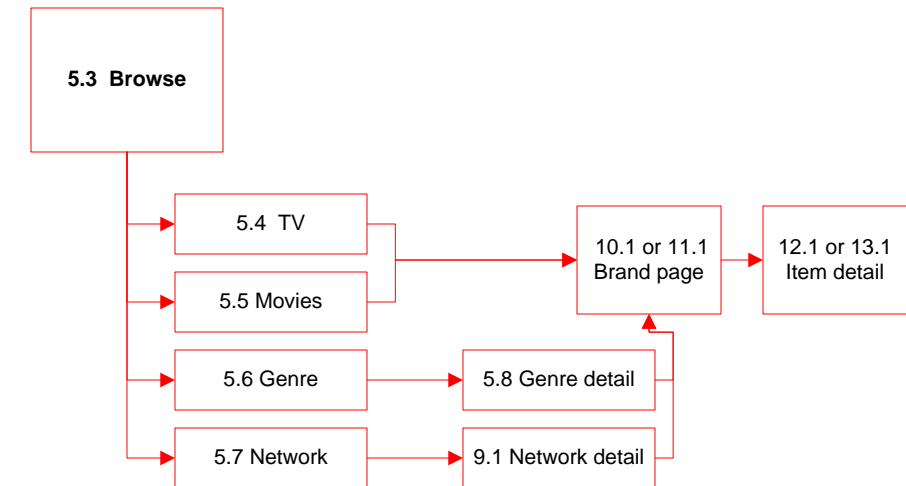 5.3 Browse
5.4 TV
10.1 or 11.1
Brand page
12.1 or 13.1
Item detail
5.5 Movies
5.6 Genre
5.8 Genre detail
5.7 Network
9.1 Network detail